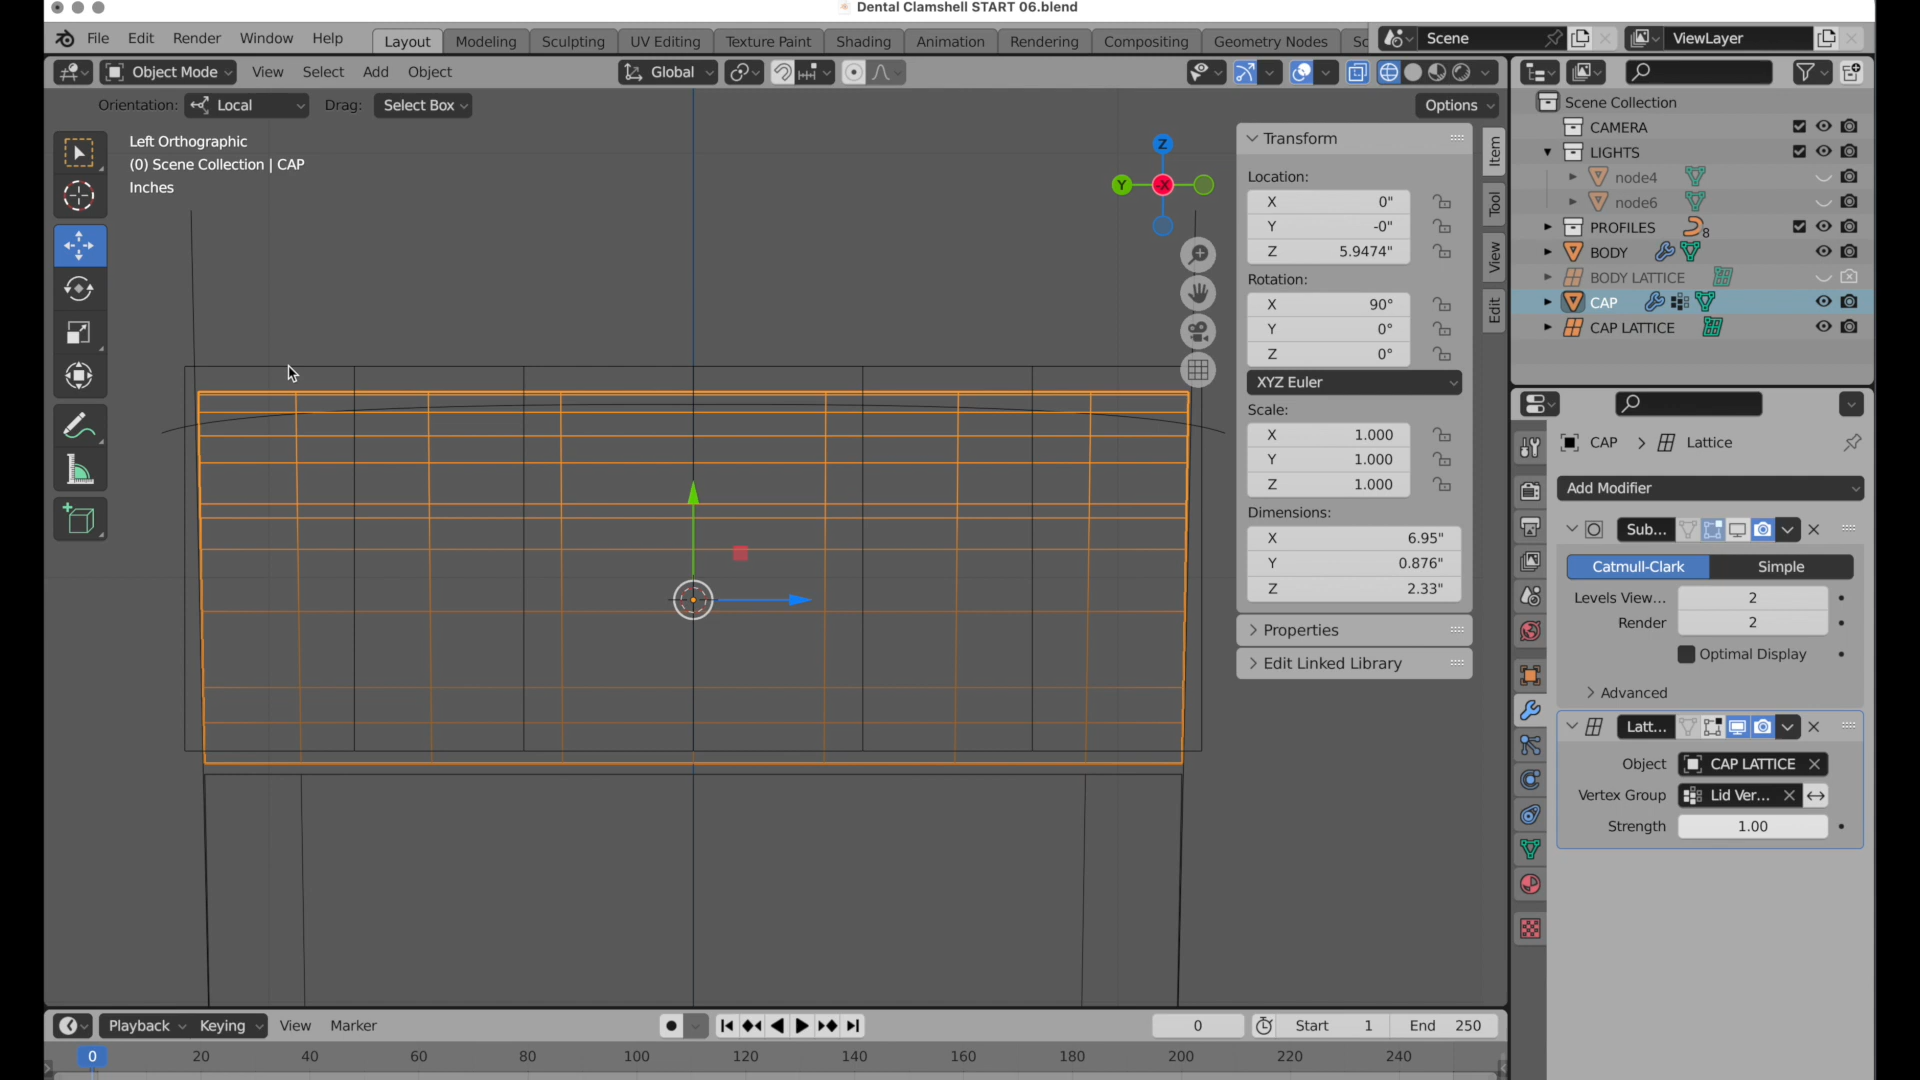 Dental Clamshell START 06.blend
File Edit Render Window Help Layout Modeling Sculpting UV Editing Texture Paint Shading Animation Rendering Compositing Geometry Nodes Sc Scene ViewLayer
Object Mode View Select Add Object Global
Orientation: Local Drag: Select Box Options
Left Orthographic
(0) Scene Collection | CAP
Inches
Z
Y
-X
Transform
Location:
X 0"
Y -0"
Z 5.9474"
Rotation:
X 90°
Y 0°
Z 0°
XYZ Euler
Scale:
X 1.000
Y 1.000
Z 1.000
Dimensions:
X 6.95"
Y 0.876"
Z 2.33"
Properties
Edit Linked Library
Item
Tool
View
Edit
Scene Collection
CAMERA
LIGHTS
node4
node6
PROFILES 8
BODY
BODY LATTICE
CAP
CAP LATTICE
CAP > Lattice
Add Modifier
Sub...
Catmull-Clark Simple
Levels View... 2
Render 2
Optimal Display
Advanced
Latt...
Object CAP LATTICE
Vertex Group Lid Ver...
Strength 1.00
Playback Keying View Marker 0 Start 1 End 250
0 20 40 60 80 100 120 140 160 180 200 220 240